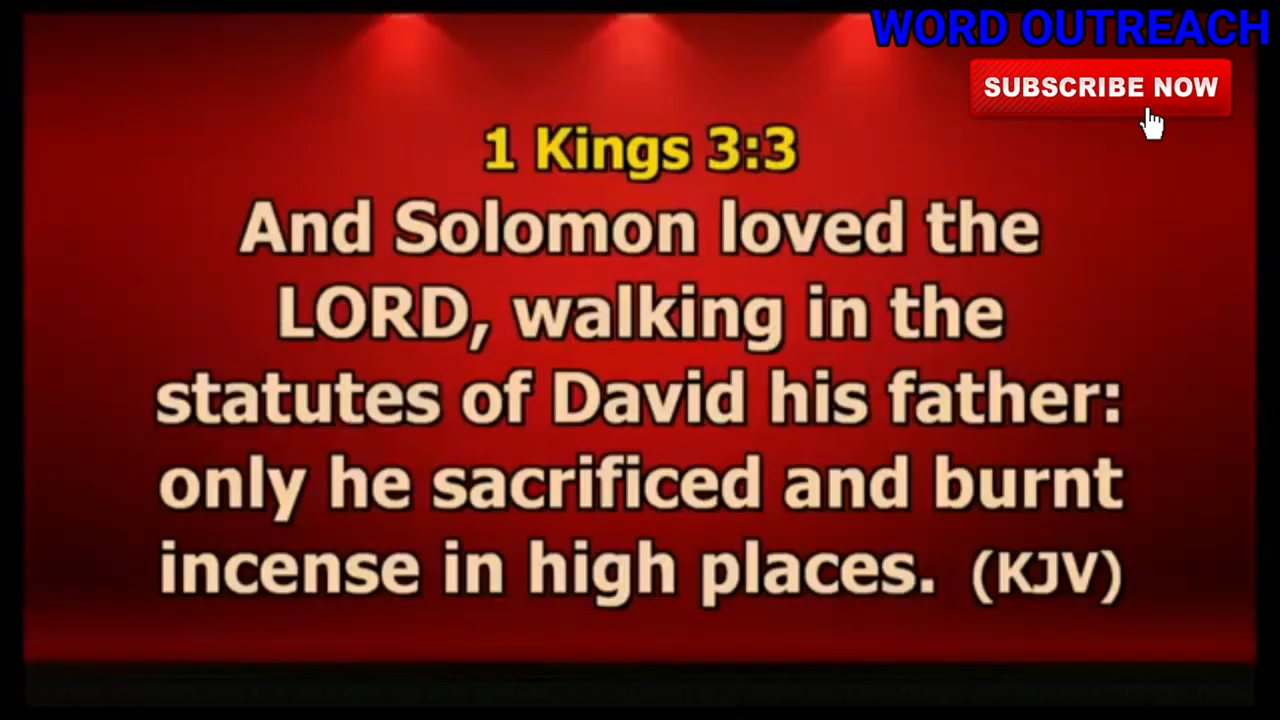 WORD OUTREACH
SUBSCRIBE NOW
1 Kings 3:3
And Solomon loved the
LORD, walking in the
statutes of David his father:
only he sacrificed and burnt
incense in high places. (KJV)